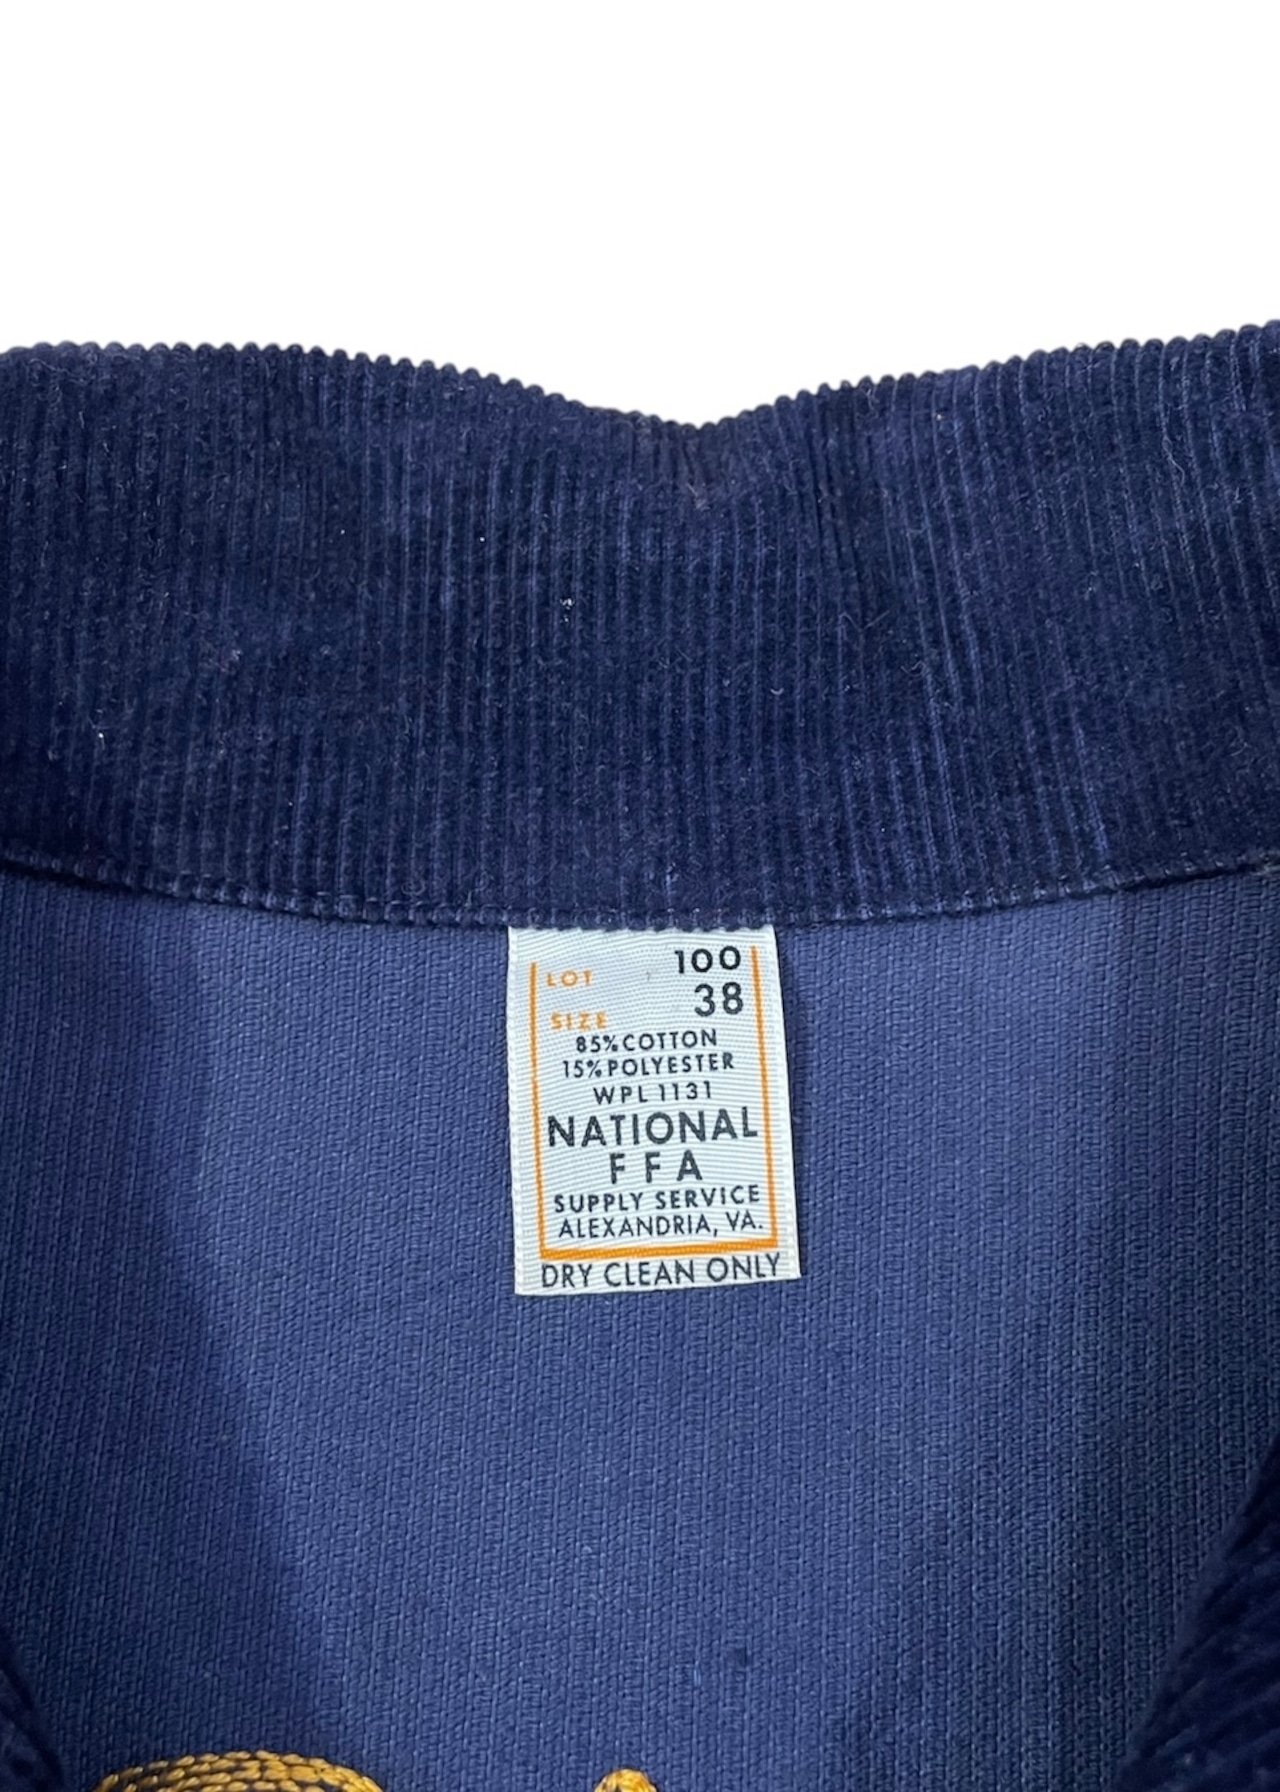 LOT 100
SIZE 38
85% COTTON
15% POLYESTER
WPL 1131
NATIONAL
FFA
SUPPLY SERVICE
ALEXANDRIA, VA.
DRY CLEAN ONLY